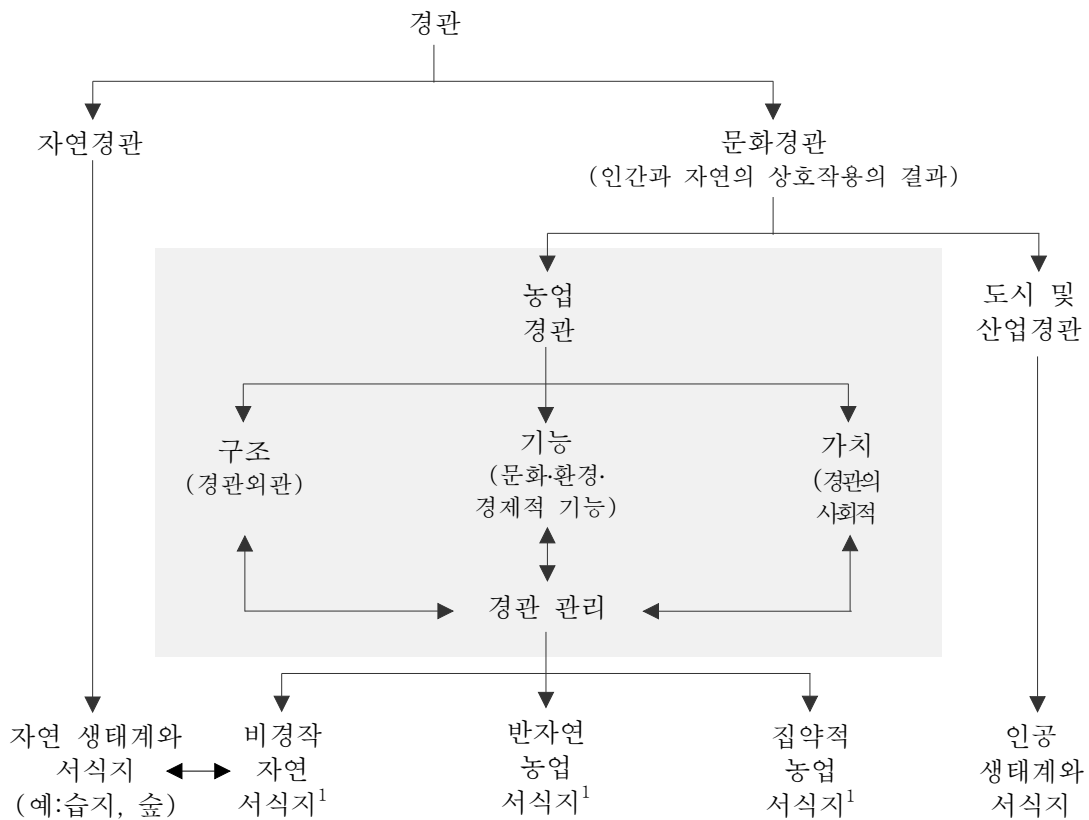 경관
자연경관
문화경관
(인간과 자연의 상호작용의 결과)
농업
경관
도시 및
산업경관
구조
(경관외관)
기능
(문화·환경·
경제적 기능)
가치
(경관의
사회적
경관 관리
자연 생태계와
서식지
(예:습지, 숲)
비경작
자연
서식지¹
반자연
농업
서식지¹
집약적
농업
서식지¹
인공
생태계와
서식지